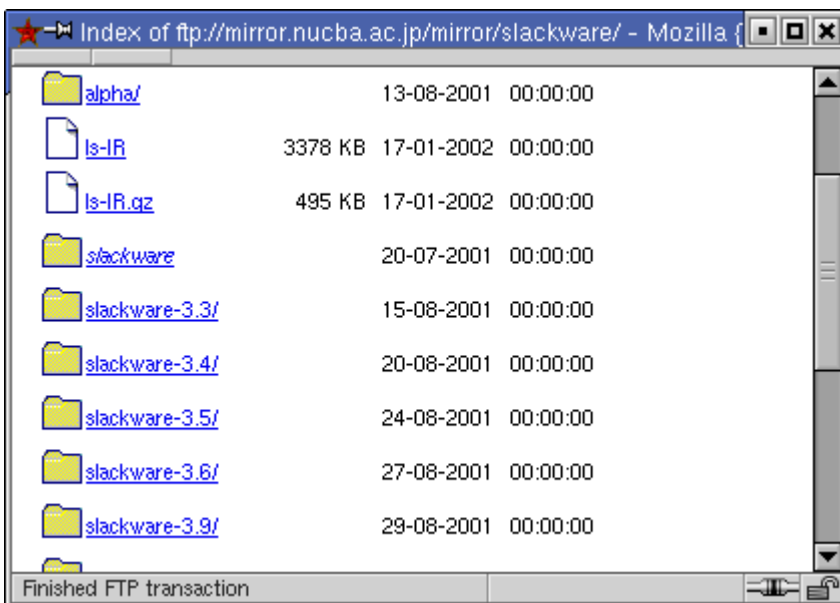 Index of ftp://mirror.nucba.ac.jp/mirror/slackware/ - Mozilla {
alpha/ 13-08-2001 00:00:00
ls-lR 3378 KB 17-01-2002 00:00:00
ls-lR.gz 495 KB 17-01-2002 00:00:00
slackware 20-07-2001 00:00:00
slackware-3.3/ 15-08-2001 00:00:00
slackware-3.4/ 20-08-2001 00:00:00
slackware-3.5/ 24-08-2001 00:00:00
slackware-3.6/ 27-08-2001 00:00:00
slackware-3.9/ 29-08-2001 00:00:00
Finished FTP transaction